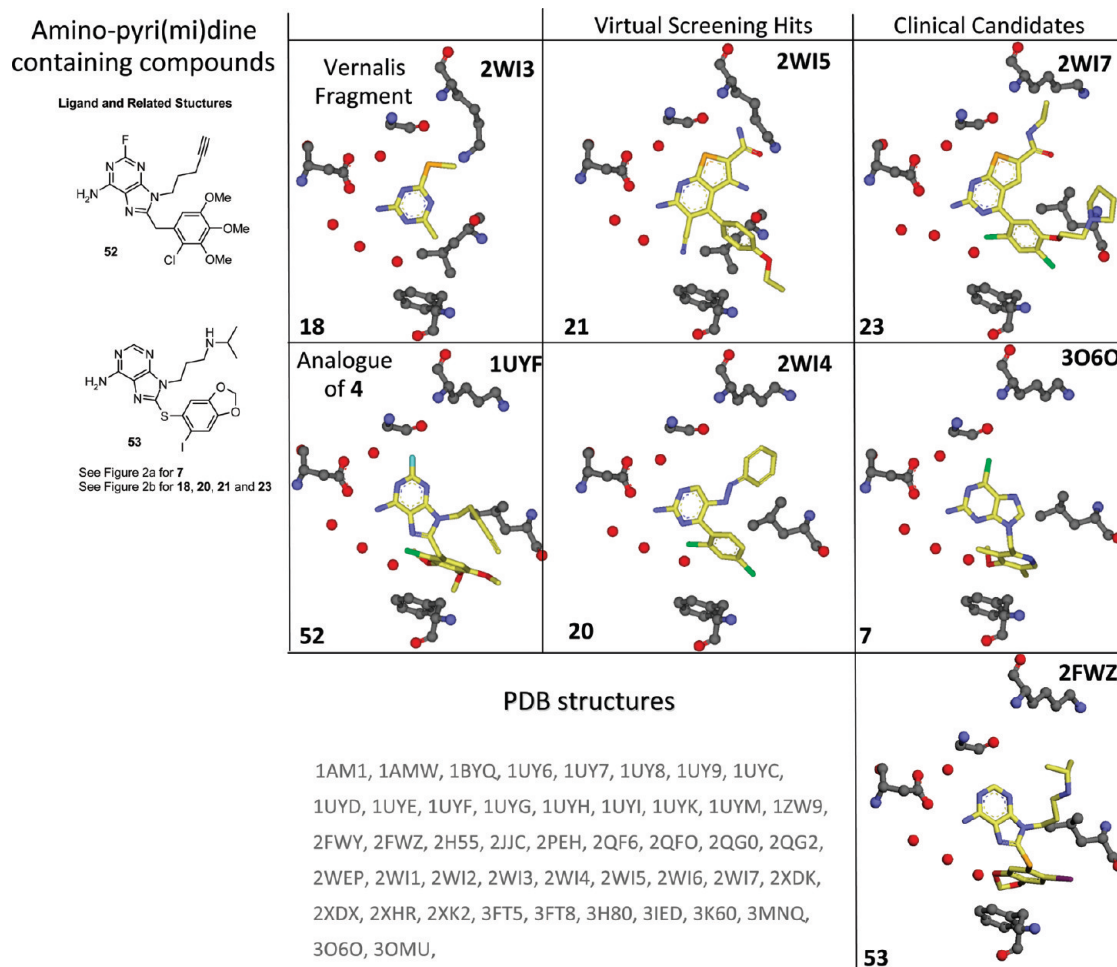 Amino-pyri(mi)dine
containing compounds
Ligand and Related Stuctures
F
N
N
N
N
NH₂
OMe
OMe
OMe
Cl
52
H
N
N
N
N
N
NH₂
S
O
O
I
53
See Figure 2a for 7
See Figure 2b for 18, 20, 21 and 23
Virtual Screening Hits
Clinical Candidates
Vernalis
Fragment
2WI3
18
2WI5
21
2WI7
23
Analogue
of 4
1UYF
52
2WI4
20
3O6O
7
PDB structures
1AM1, 1AMW, 1BYQ, 1UY6, 1UY7, 1UY8, 1UY9, 1UYC,
1UYD, 1UYE, 1UYF, 1UYG, 1UYH, 1UYI, 1UYK, 1UYM, 1ZW9,
2FWY, 2FWZ, 2H55, 2JJC, 2PEH, 2QF6, 2QFO, 2QG0, 2QG2,
2WEP, 2WI1, 2WI2, 2WI3, 2WI4, 2WI5, 2WI6, 2WI7, 2XDK,
2XDX, 2XHR, 2XK2, 3FT5, 3FT8, 3H80, 3IED, 3K60, 3MNQ,
3O6O, 3OMU,
2FWZ
53